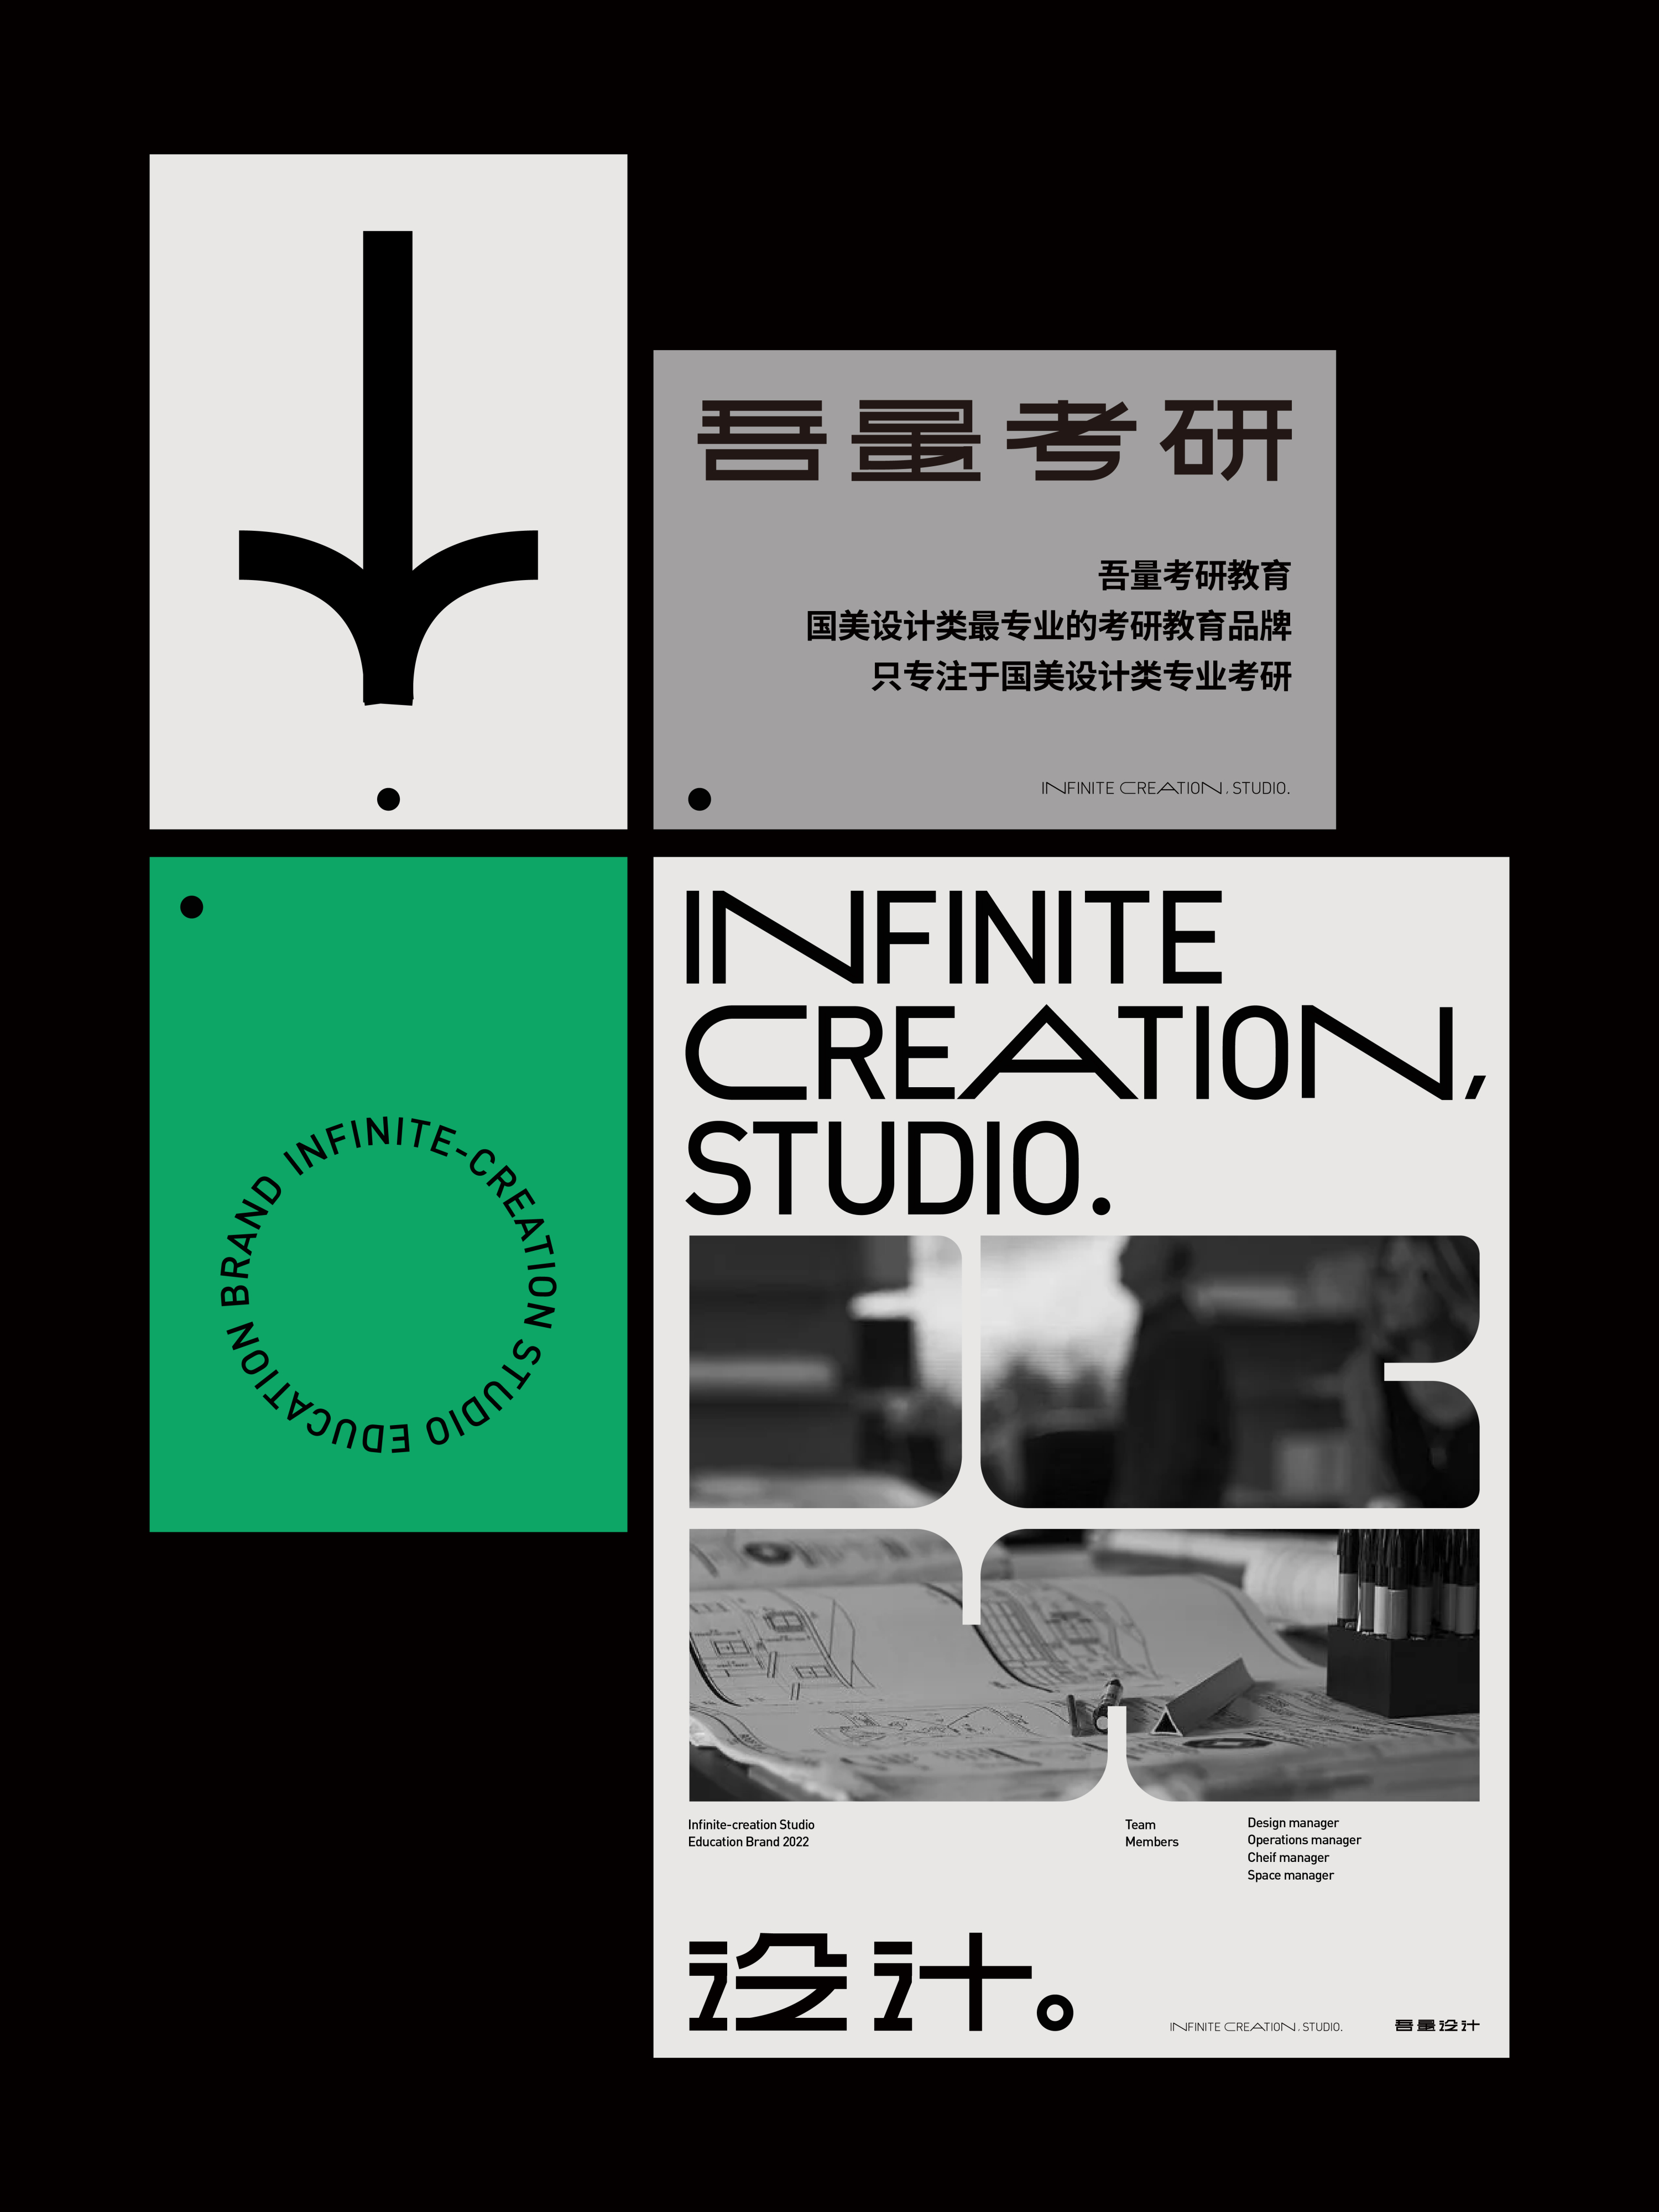 吾量考研
吾量考研教育
国美设计类最专业的考研教育品牌
只专注于国美设计类专业考研
INFINITE CREATION, STUDIO.
BRAND INFINITE-CREATION STUDIO EDUCATION
INFINITE
CREATION,
STUDIO.
Infinite-creation Studio
Education Brand 2022
Team
Members
Design manager
Operations manager
Cheif manager
Space manager
设计。
INFINITE CREATION, STUDIO.
吾量设计